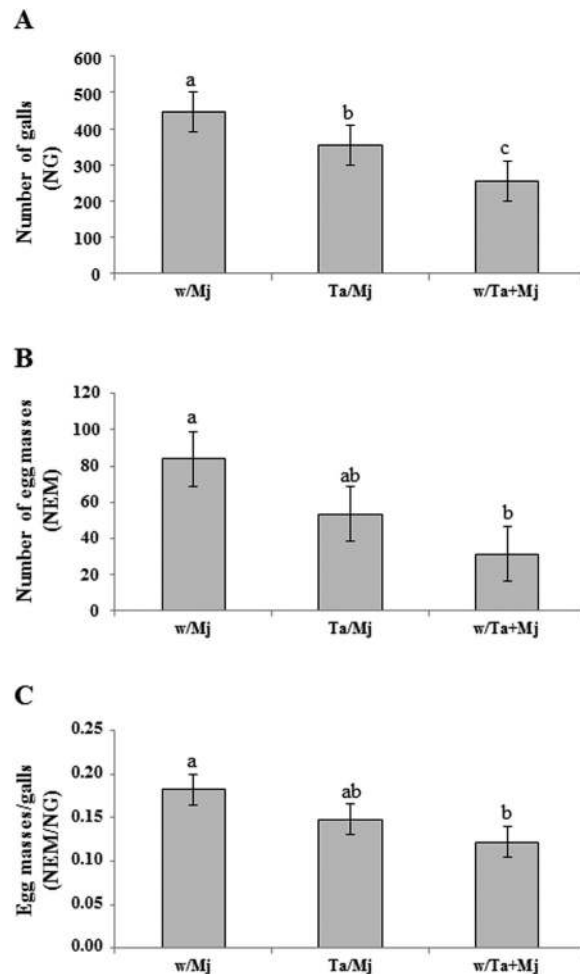 A
Number of galls
(NG)
600
500
400
300
200
100
0
a
b
c
w/Mj
Ta/Mj
w/Ta+Mj
B
Number of egg masses
(NEM)
120
100
80
60
40
20
0
a
ab
b
w/Mj
Ta/Mj
w/Ta+Mj
C
Egg masses/galls
(NEM/NG)
0.25
0.20
0.15
0.10
0.05
0.00
a
ab
b
w/Mj
Ta/Mj
w/Ta+Mj